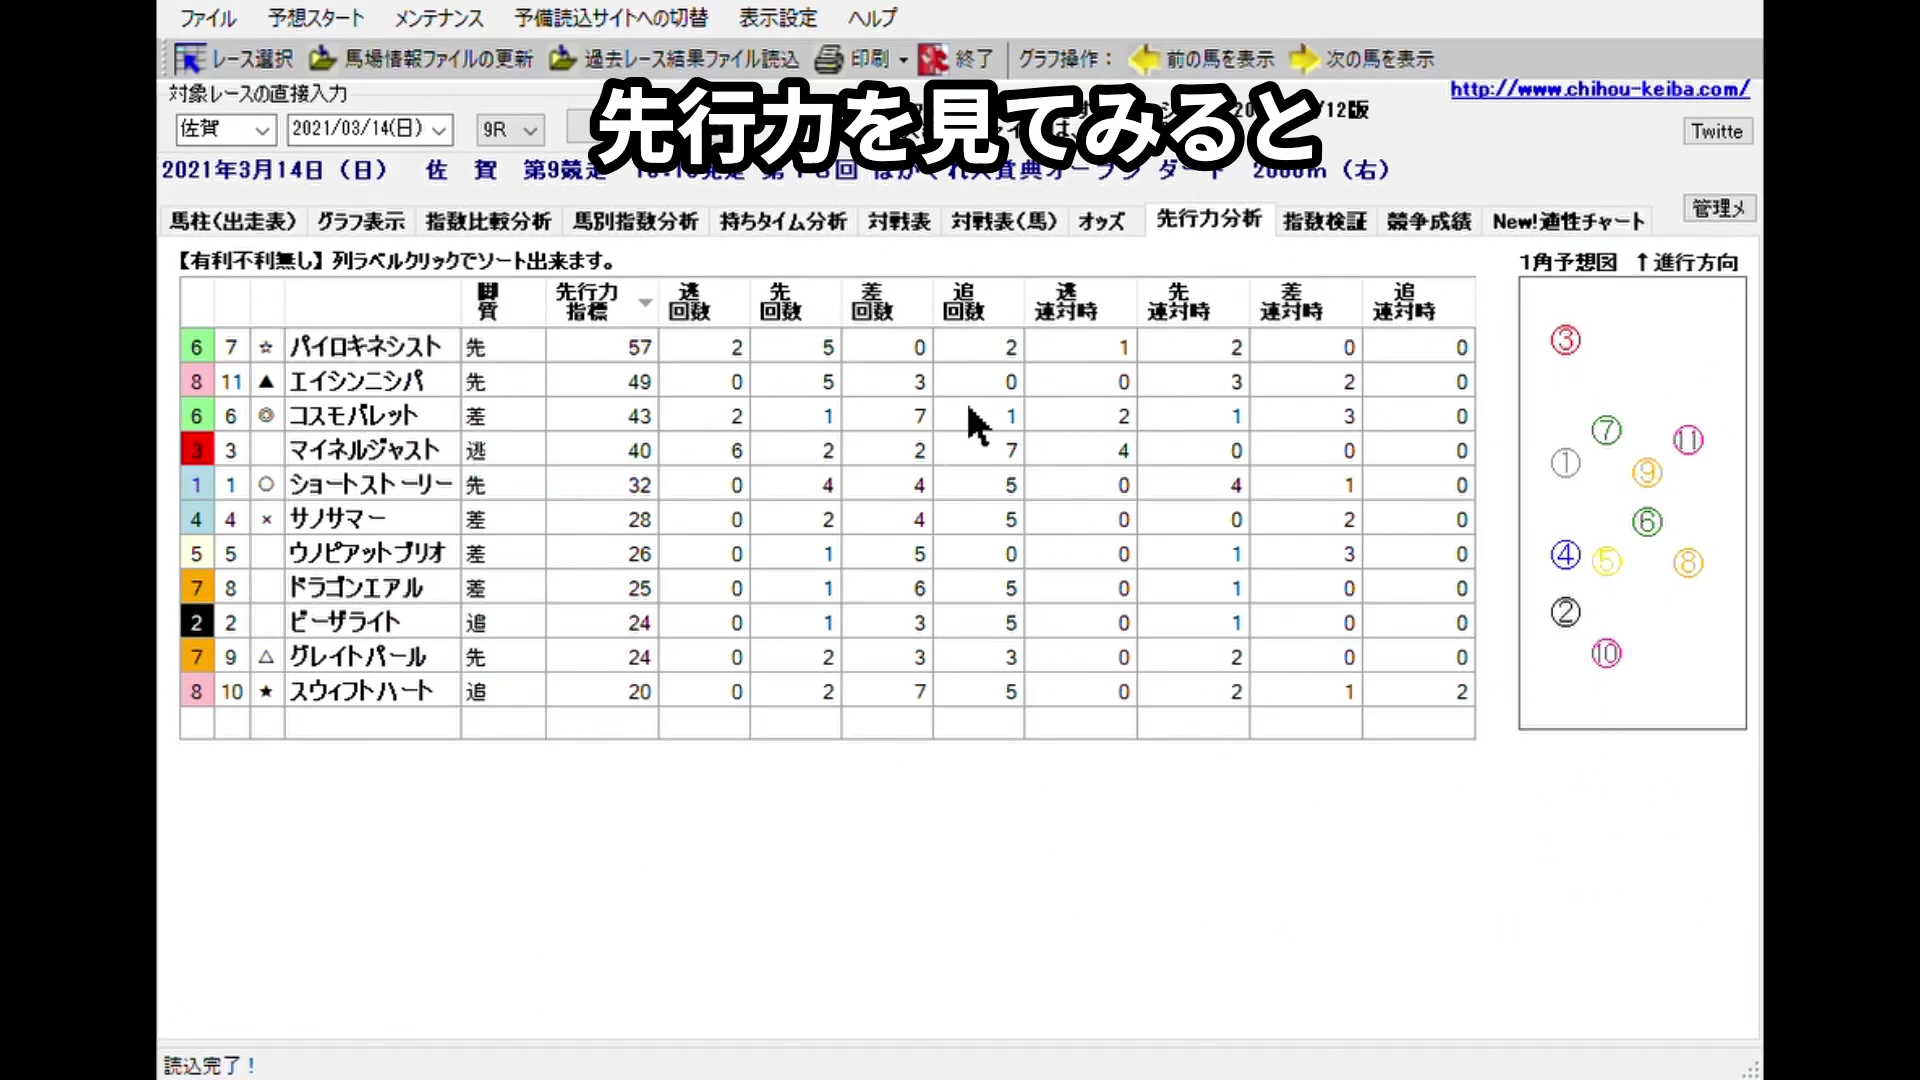 ファイル 予想スタート メンテナンス 予備読込サイトへの切替 表示設定 ヘルプ
レース選択 馬場情報ファイルの更新 過去レース結果ファイル読込 印刷 終了 グラフ操作： 前の馬を表示 次の馬を表示
対象レースの直接入力
http://www.chihou-keiba.com/
/12版
佐賀 2021/03/14(日) 9R
先行力を見てみると
Twitte
2021年3月14日（日） 佐 賀 第9競走 ダート 2000m（右）
管理メ
馬柱(出走表) グラフ表示 指数比較分析 馬別指数分析 持ちタイム分析 対戦表 対戦表(馬) オッズ 先行力分析 指数検証 競争成績 New!適性チャート
【有利不利無し】列ラベルクリックでソート出来ます。
1角予想図 ↑進行方向
脚質 先行力指標 逃回数 先回数 差回数 追回数 逃連対時 先連対時 差連対時 追連対時
6 7 ☆ パイロキネシスト 先 57 2 5 0 2 1 2 0 0
8 11 ▲ エイシンニシパ 先 49 0 5 3 0 0 3 2 0
6 6 ◎ コスモバレット 差 43 2 1 7 1 2 1 3 0
3 3 マイネルジャスト 逃 40 6 2 2 7 4 0 0 0
1 1 ○ ショートストーリー 先 32 0 4 4 5 0 4 1 0
4 4 × サノサマー 差 28 0 2 4 5 0 0 2 0
5 5 ウノピアットブリオ 差 26 0 1 5 0 0 1 3 0
7 8 ドラゴンエアル 差 25 0 1 6 5 0 1 0 0
2 2 ビーザライト 追 24 0 1 3 5 0 1 0 0
7 9 △ グレイトパール 先 24 0 2 3 3 0 2 0 0
8 10 ★ スウィフトハート 追 20 0 2 7 5 0 2 1 2
③
⑦ ⑪
① ⑨
⑥
④ ⑤ ⑧
②
⑩
読込完了！